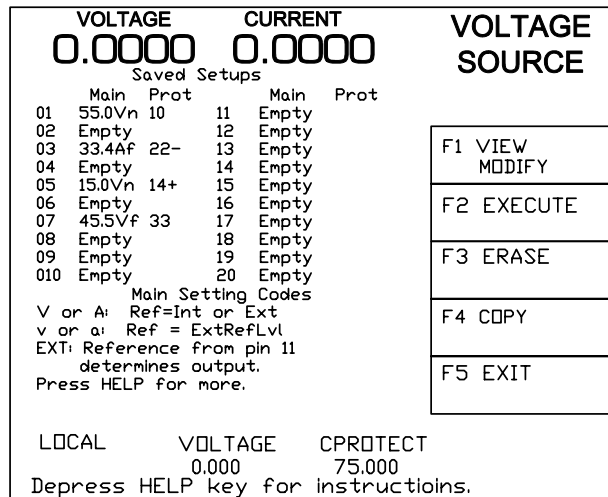 VOLTAGE CURRENT
0.0000 0.0000
Saved Setups
Main Prot Main Prot
01 55.0Vn 10 11 Empty
02 Empty 12 Empty
03 33.4Af 22- 13 Empty
04 Empty 14 Empty
05 15.0Vn 14+ 15 Empty
06 Empty 16 Empty
07 45.5Vf 33 17 Empty
08 Empty 18 Empty
09 Empty 19 Empty
010 Empty 20 Empty
Main Setting Codes
V or A: Ref=Int or Ext
v or a: Ref = ExtRefLvl
EXT: Reference from pin 11
determines output.
Press HELP for more.
VOLTAGE
SOURCE
F1 VIEW
MODIFY
F2 EXECUTE
F3 ERASE
F4 COPY
F5 EXIT
LOCAL VOLTAGE CPROTECT
0.000 75.000
Depress HELP key for instructioins.